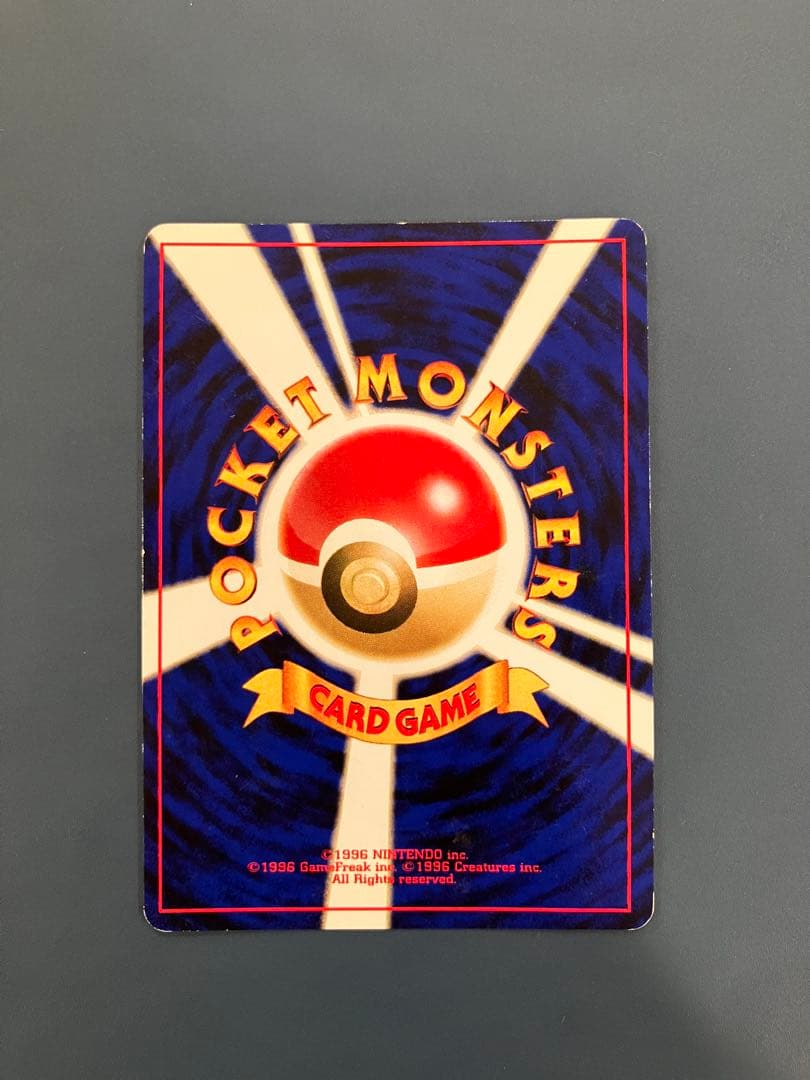 POCKET MONSTERS
CARD GAME
©1996 NINTENDO inc.
©1996 GameFreak inc. ©1996 Creatures inc.
All Rights reserved.